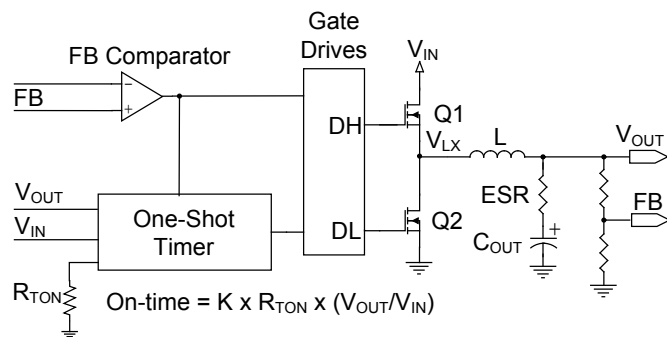 Gate
Drives
FB Comparator
V_IN
−
+
FB
DH
Q1
V_LX
L
V_OUT
ESR
FB
V_OUT
V_IN
One-Shot
Timer
DL
Q2
+
C_OUT
R_TON
On-time = K x R_TON x (V_OUT/V_IN)